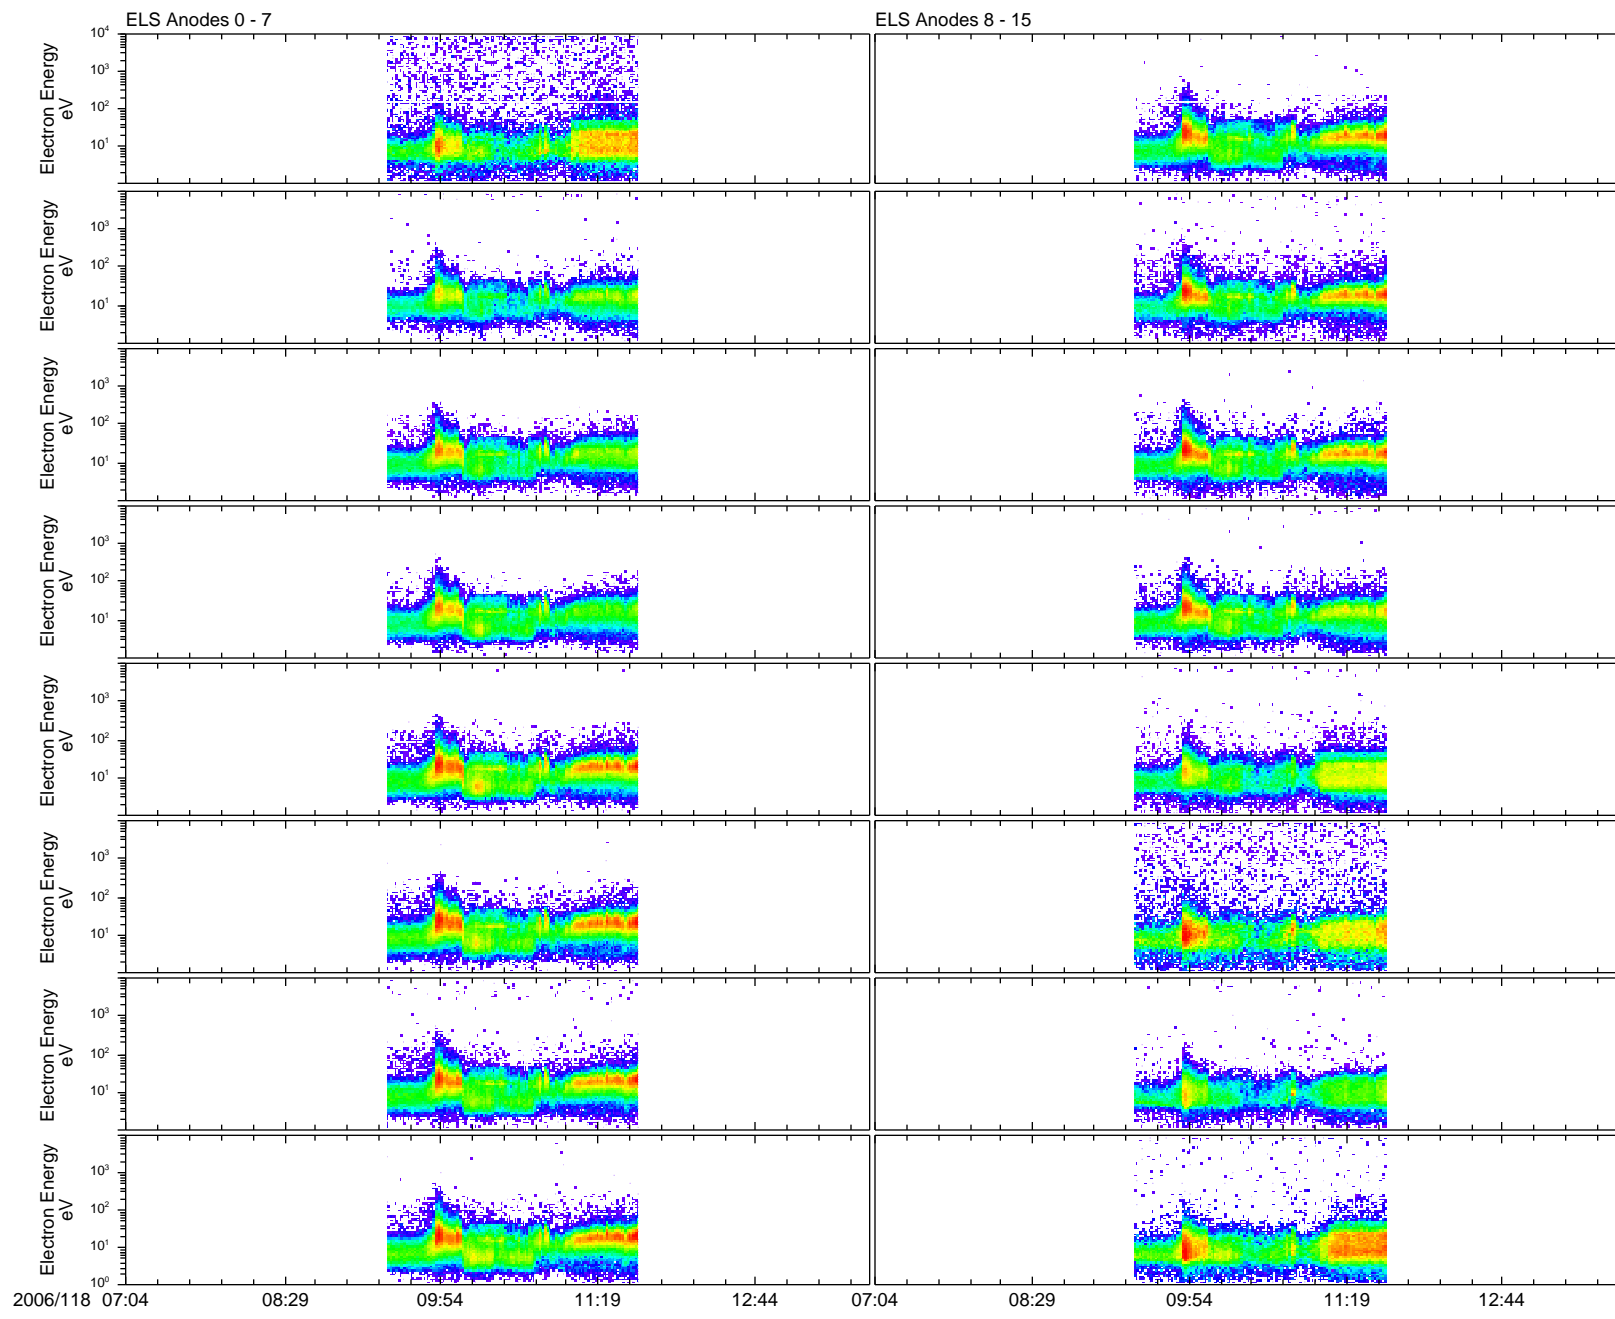 ELS Anodes 0 - 7 ELS Anodes 8 - 15
Electron Energy
eV
10⁴
10³
10²
10¹
Electron Energy
eV
10³
10²
10¹
Electron Energy
eV
10³
10²
10¹
Electron Energy
eV
10³
10²
10¹
Electron Energy
eV
10³
10²
10¹
Electron Energy
eV
10³
10²
10¹
Electron Energy
eV
10³
10²
10¹
Electron Energy
eV
10³
10²
10¹
10⁰
2006/118 07:04 08:29 09:54 11:19 12:44 07:04 08:29 09:54 11:19 12:44